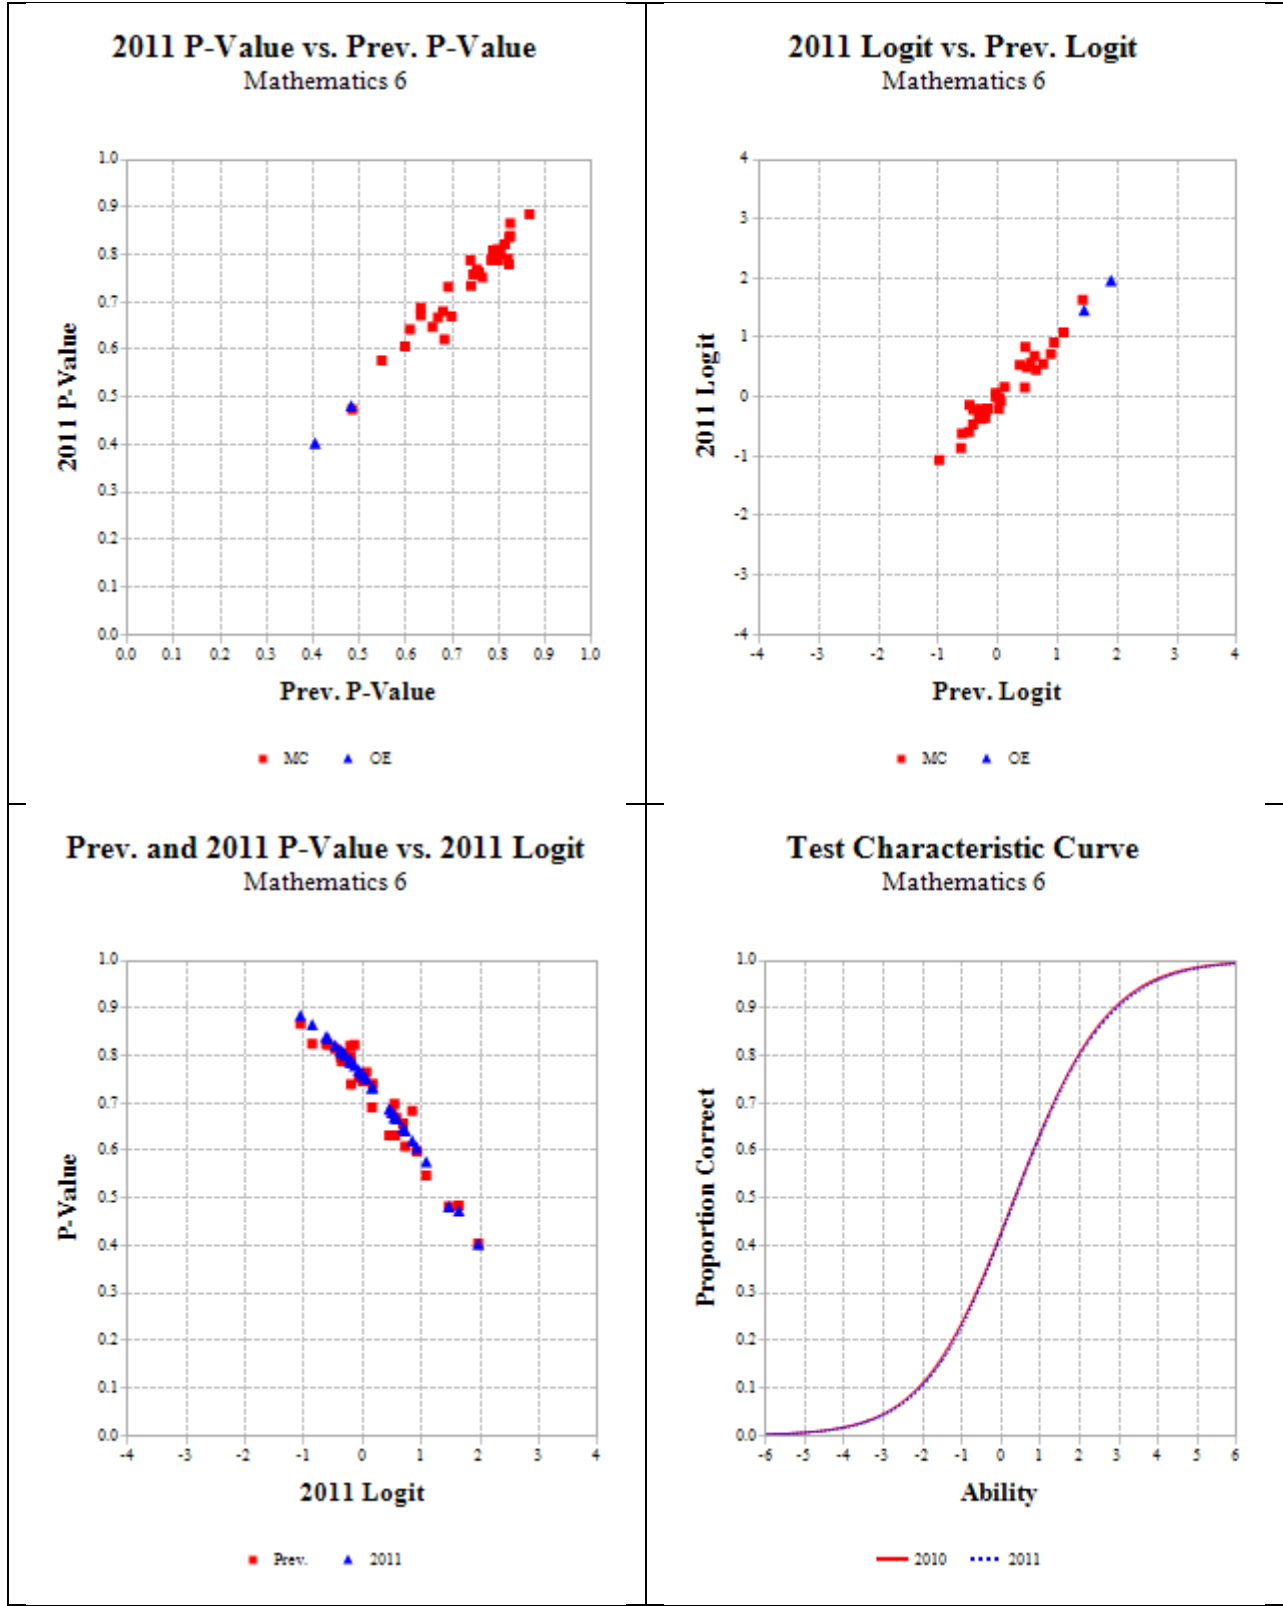 2011 P-Value vs. Prev. P-Value
Mathematics 6
1.0
0.9
0.8
0.7
0.6
0.5
0.4
0.3
0.2
0.1
0.0
2011 P-Value
0.0 0.1 0.2 0.3 0.4 0.5 0.6 0.7 0.8 0.9 1.0
Prev. P-Value
MC OE
2011 Logit vs. Prev. Logit
Mathematics 6
4
3
2
1
0
-1
-2
-3
-4
2011 Logit
-4 -3 -2 -1 0 1 2 3 4
Prev. Logit
MC OE
Prev. and 2011 P-Value vs. 2011 Logit
Mathematics 6
1.0
0.9
0.8
0.7
0.6
0.5
0.4
0.3
0.2
0.1
0.0
P-Value
-4 -3 -2 -1 0 1 2 3 4
2011 Logit
Prev. 2011
Test Characteristic Curve
Mathematics 6
1.0
0.9
0.8
0.7
0.6
0.5
0.4
0.3
0.2
0.1
0.0
Proportion Correct
-6 -5 -4 -3 -2 -1 0 1 2 3 4 5 6
Ability
2010 2011